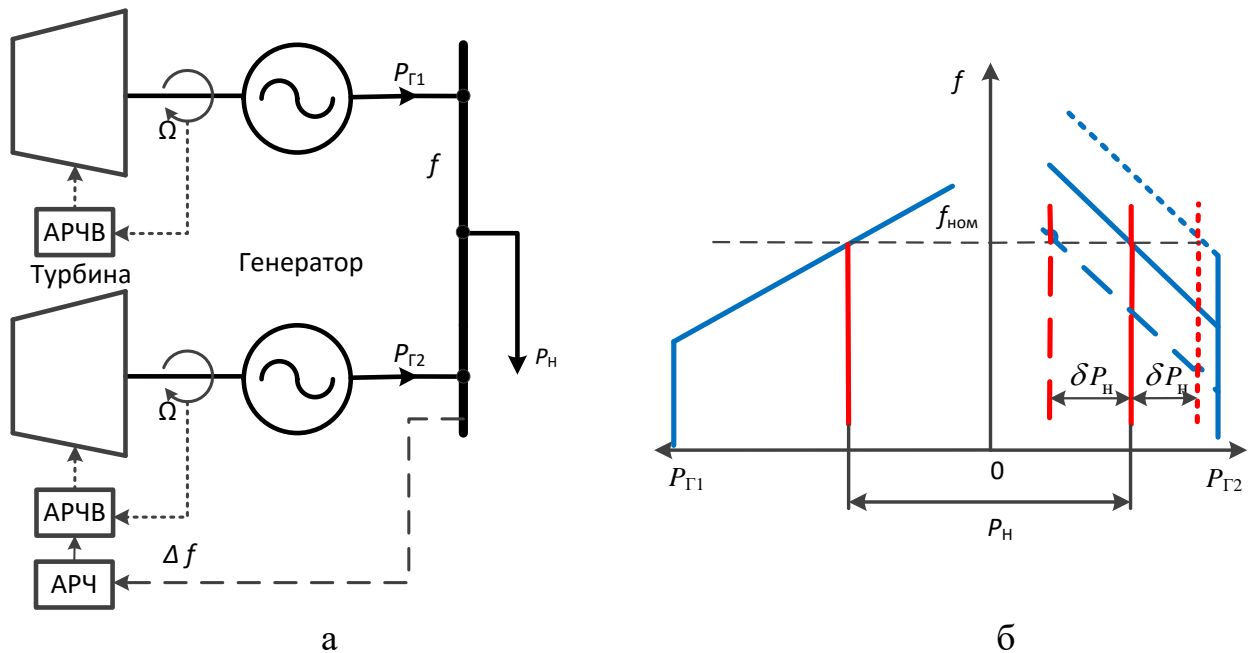 P_Г1
f
Ω
f
АРЧВ
Турбина
Генератор
P_Г2
P_Н
Ω
АРЧВ
Δ f
АРЧ
а
f_ном
δP_Н δP_Н
P_Г1
0
P_Г2
P_Н
б